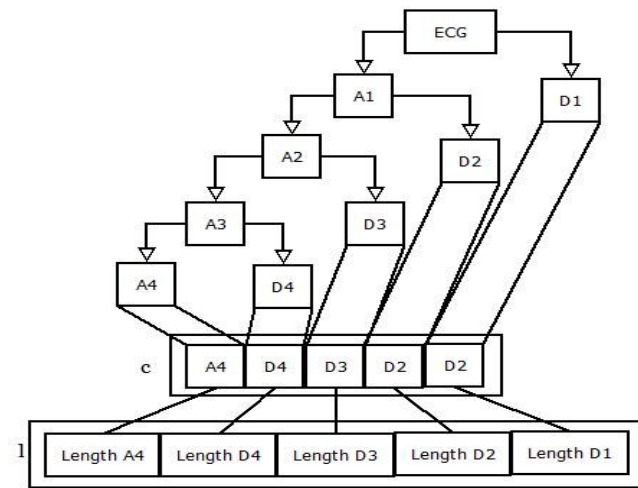 ECG
A1
D1
A2
D2
A3
D3
A4
D4
c
A4 D4 D3 D2 D2
l
Length A4 Length D4 Length D3 Length D2 Length D1